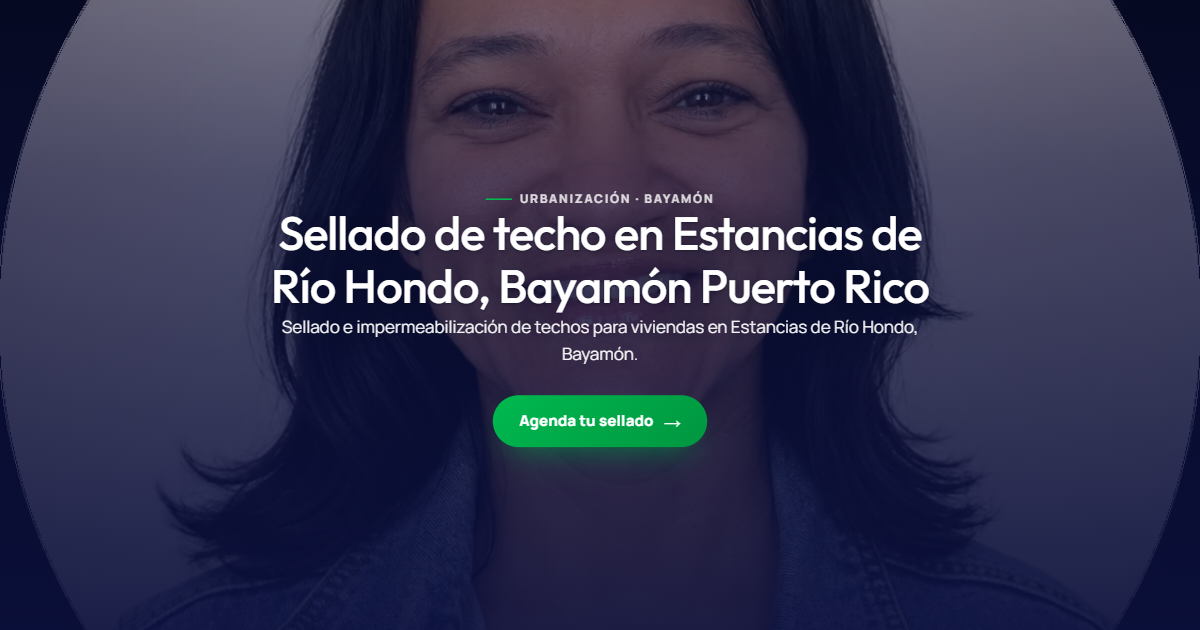 URBANIZACIÓN · BAYAMÓN
Sellado de techo en Estancias de
Río Hondo, Bayamón Puerto Rico
Sellado e impermeabilización de techos para viviendas en Estancias de Río Hondo,
Bayamón.
Agenda tu sellado →